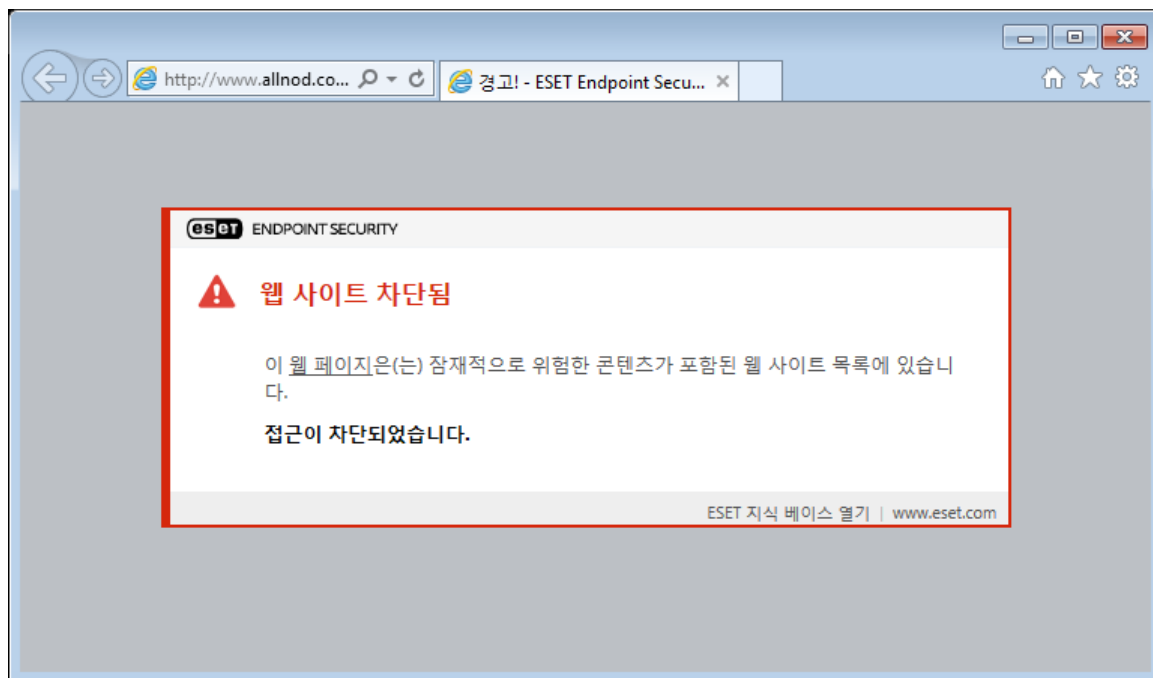 http://www.allnod.co...
경고! - ESET Endpoint Secu...
eseT ENDPOINT SECURITY
웹 사이트 차단됨
이 웹 페이지은(는) 잠재적으로 위험한 콘텐츠가 포함된 웹 사이트 목록에 있습니
다.
접근이 차단되었습니다.
ESET 지식 베이스 열기 | www.eset.com